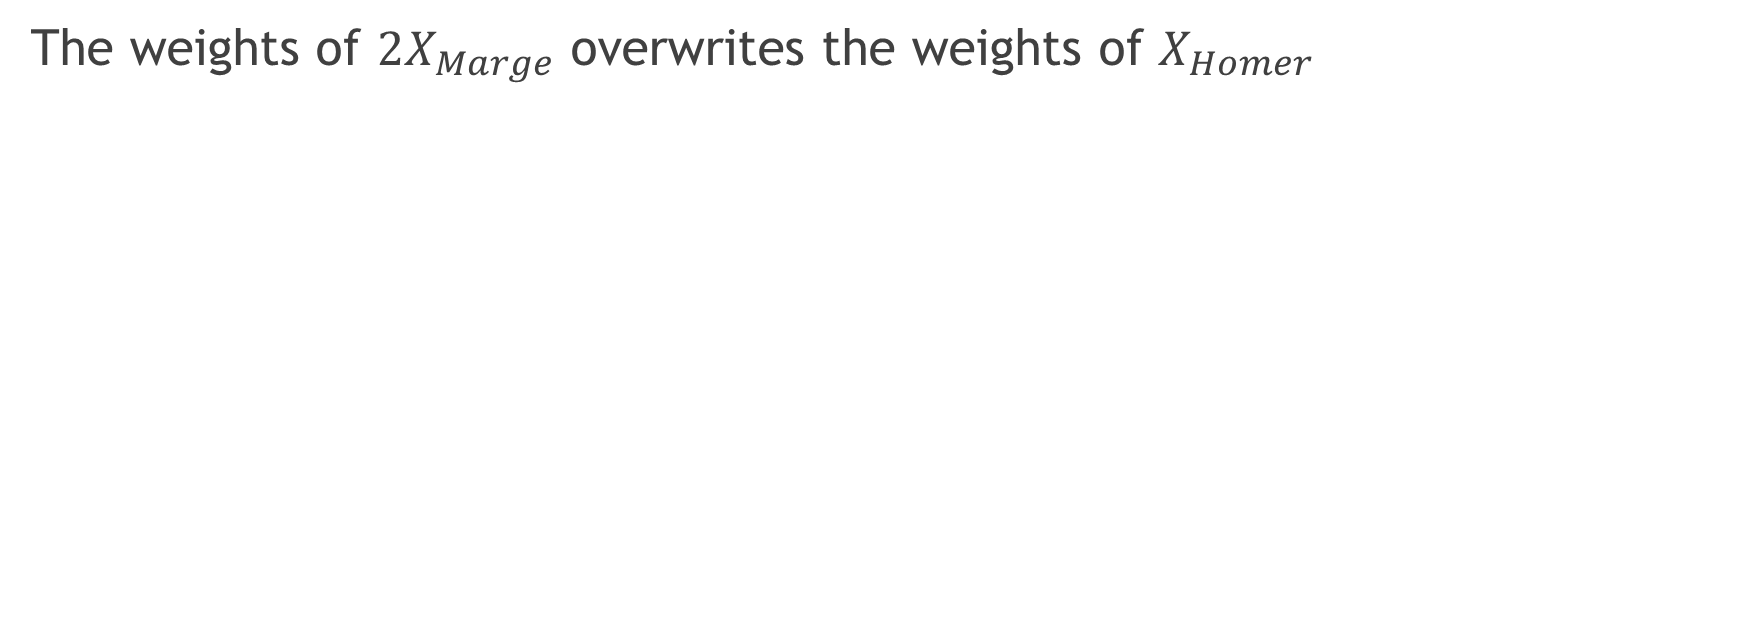 The weights of 2X_Marge overwrites the weights of X_Homer